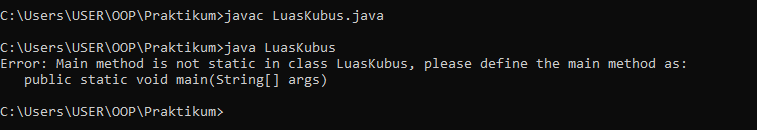 C:\Users\USER\OOP\Praktikum>javac LuasKubus.java
C:\Users\USER\OOP\Praktikum>java LuasKubus
Error: Main method is not static in class LuasKubus, please define the main method as:
   public static void main(String[] args)
C:\Users\USER\OOP\Praktikum>